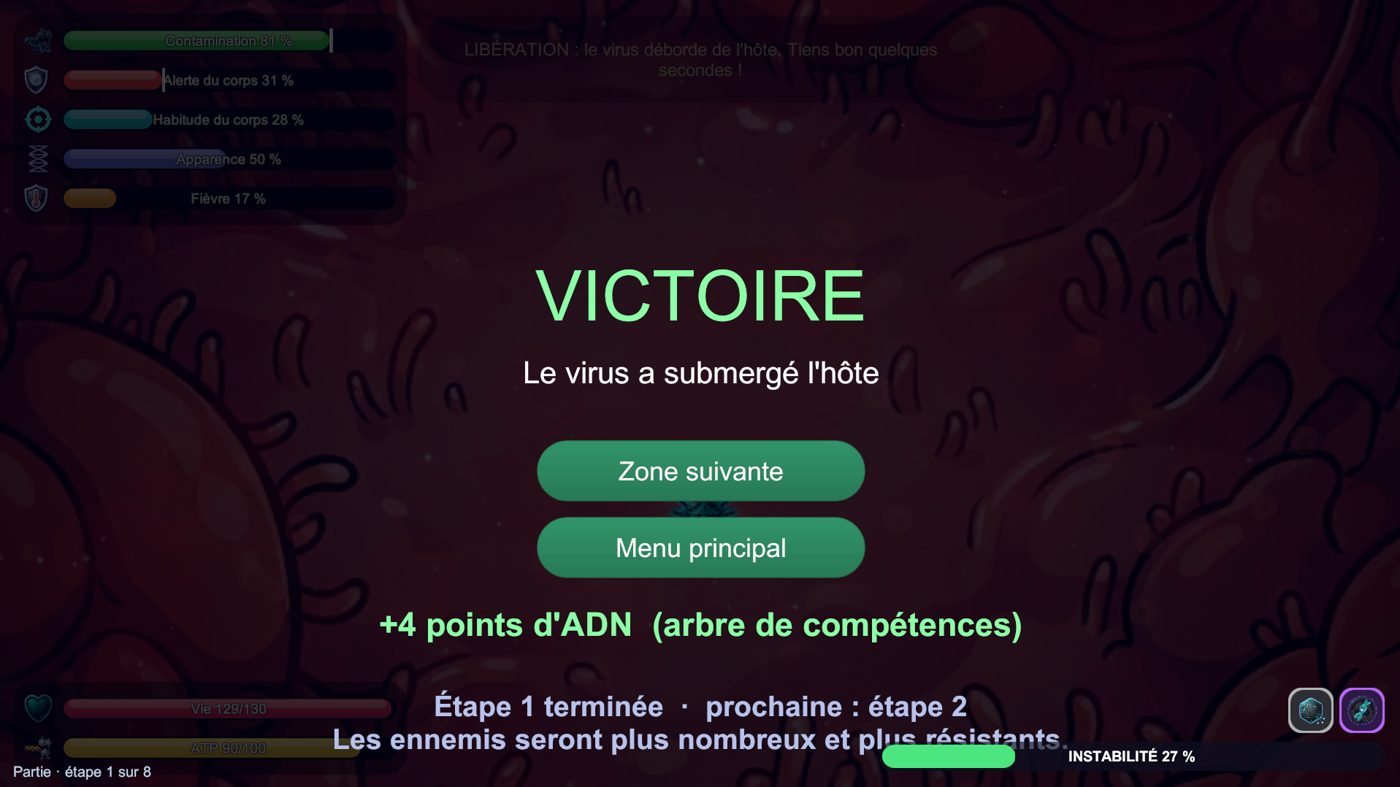 Contamination 81 %
LIBÉRATION : le virus déborde de l'hôte. Tiens bon quelques
secondes !
Alerte du corps 31 %
Habitude du corps 28 %
Apparence 50 %
Fièvre 17 %
VICTOIRE
Le virus a submergé l'hôte
Zone suivante
Menu principal
+4 points d'ADN (arbre de compétences)
Étape 1 terminée · prochaine : étape 2
Les ennemis seront plus nombreux et plus résistants.
Vie 129/130
ATP 90/100
INSTABILITÉ 27 %
Partie · étape 1 sur 8